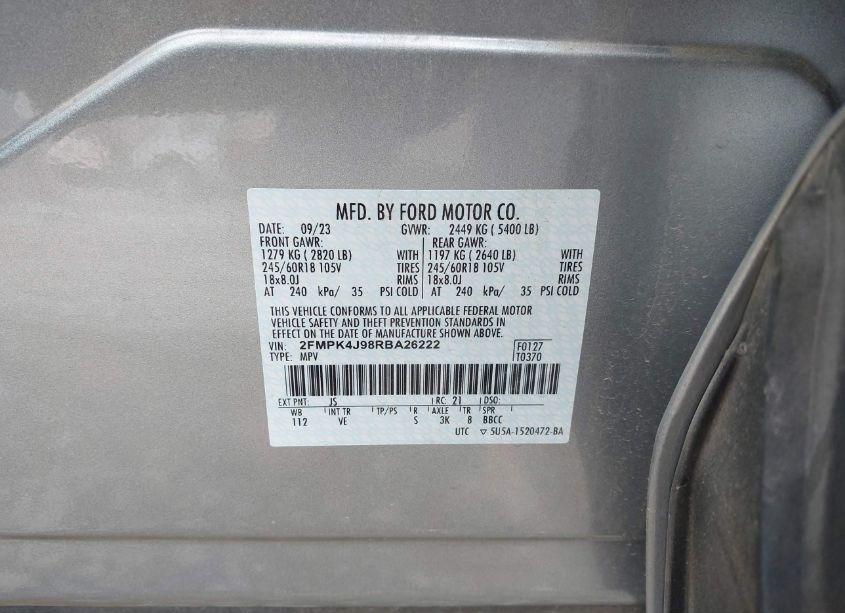 MFD. BY FORD MOTOR CO.
DATE: 09/23 GVWR: 2449 KG ( 5400 LB)
FRONT GAWR: REAR GAWR:
1279 KG ( 2820 LB) WITH 1197 KG ( 2640 LB) WITH
245/60R18 105V TIRES 245/60R18 105V TIRES
18x8.0J RIMS 18x8.0J RIMS
AT 240 kPa/ 35 PSI COLD AT 240 kPa/ 35 PSI COLD
THIS VEHICLE CONFORMS TO ALL APPLICABLE FEDERAL MOTOR
VEHICLE SAFETY AND THEFT PREVENTION STANDARDS IN
EFFECT ON THE DATE OF MANUFACTURE SHOWN ABOVE.
VIN: 2FMPK4J98RBA26222 F0127
TYPE: MPV T0370
EXT PNT: JS RC: 21 DSO:
WB INT TR TP/PS R AXLE TR SPR
112 VE S 3K 8 BBCC
UTC ▽ 5U5A-1520472-BA